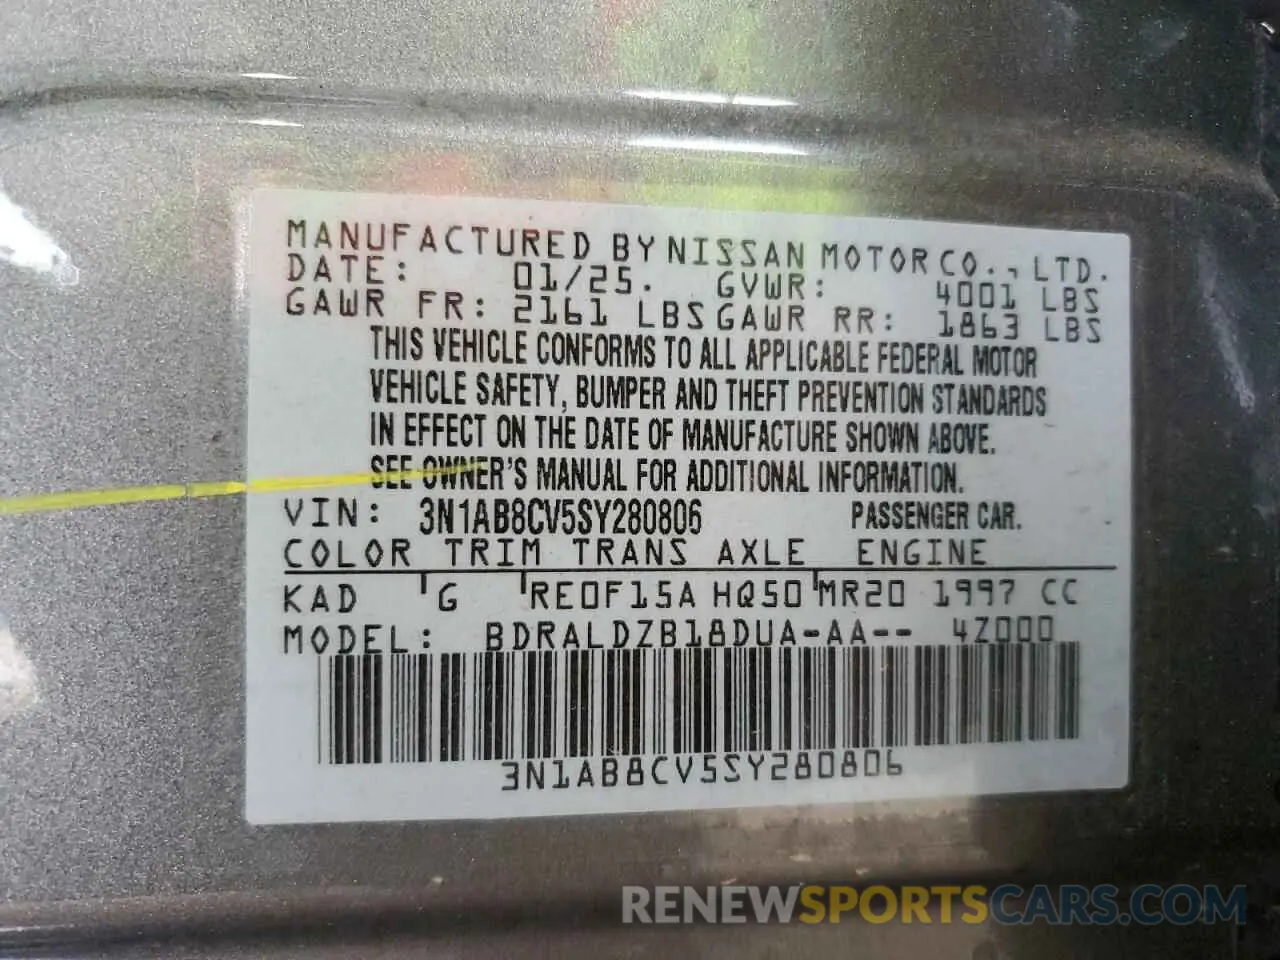 MANUFACTURED BY NISSAN MOTOR CO., LTD.
DATE: 01/25. GVWR: 4001 LBS
GAWR FR: 2161 LBS GAWR RR: 1863 LBS
THIS VEHICLE CONFORMS TO ALL APPLICABLE FEDERAL MOTOR
VEHICLE SAFETY, BUMPER AND THEFT PREVENTION STANDARDS
IN EFFECT ON THE DATE OF MANUFACTURE SHOWN ABOVE.
SEE OWNER'S MANUAL FOR ADDITIONAL INFORMATION.
VIN: 3N1AB8CV5SY280806 PASSENGER CAR.
COLOR TRIM TRANS AXLE ENGINE
KAD G RE0F15A HQ50 MR20 1997 CC
MODEL: BDRALDZB18DUA-AA-- 4Z000
3N1AB8CV5SY280806
RENEWSPORTSCARS.COM